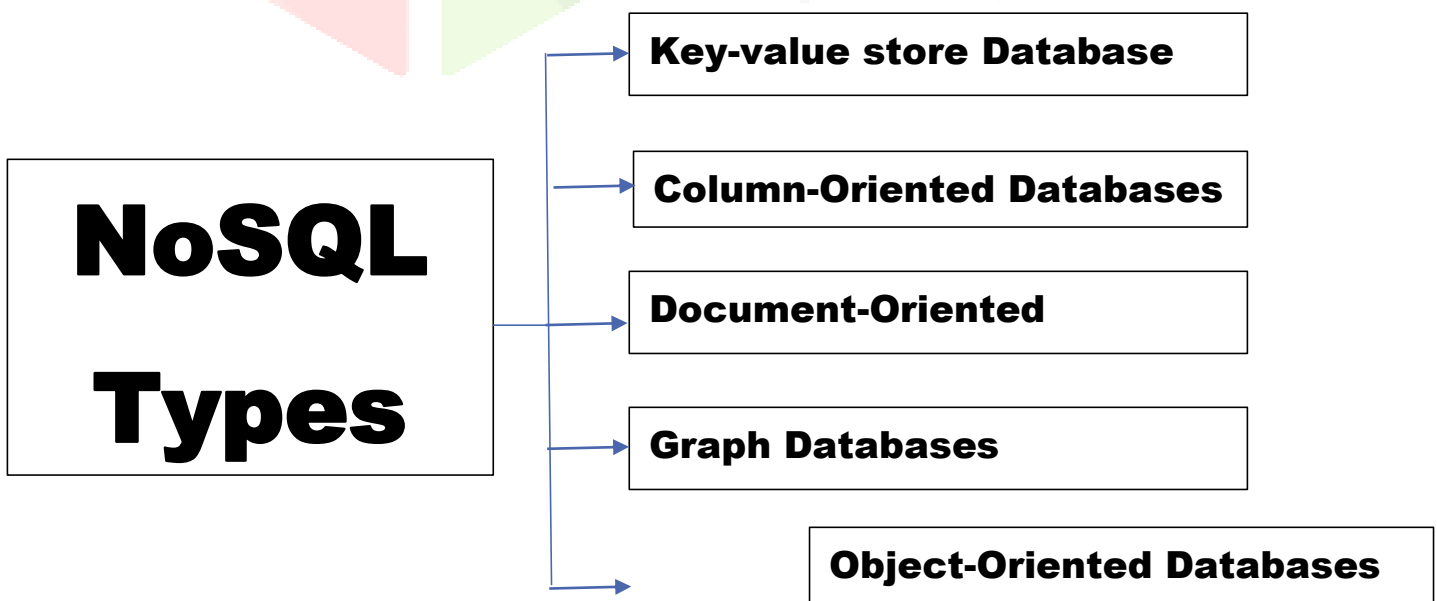 Key-value store Database
Column-Oriented Databases
NoSQL
Types
Document-Oriented
Graph Databases
Object-Oriented Databases